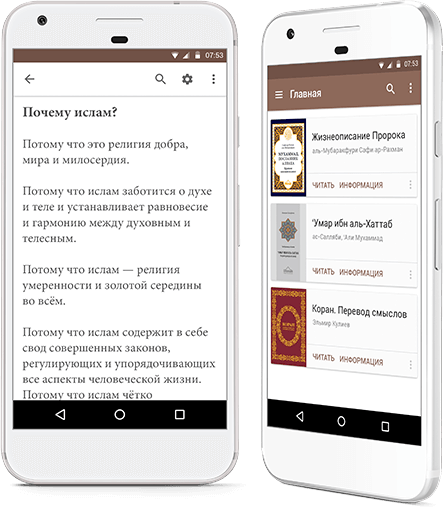 07:53
Почему ислам?
Потому что это религия добра,
мира и милосердия.
Потому что ислам заботится о духе
и теле и устанавливает равновесие
и гармонию между духовным и
телесным.
Потому что ислам — религия
умеренности и золотой середины
во всём.
Потому что ислам содержит в себе
свод совершенных законов,
регулирующих и упорядочивающих
все аспекты человеческой жизни.
Потому что ислам чётко
07:53
Главная
Жизнеописание Пророка
аль-Мубаракфури Сафи ар-Рахман
ЧИТАТЬ ИНФОРМАЦИЯ
'Умар ибн аль-Хаттаб
ас-Салляби, 'Али Мухаммад
ЧИТАТЬ ИНФОРМАЦИЯ
Коран. Перевод смыслов
Эльмир Кулиев
ЧИТАТЬ ИНФОРМАЦИЯ